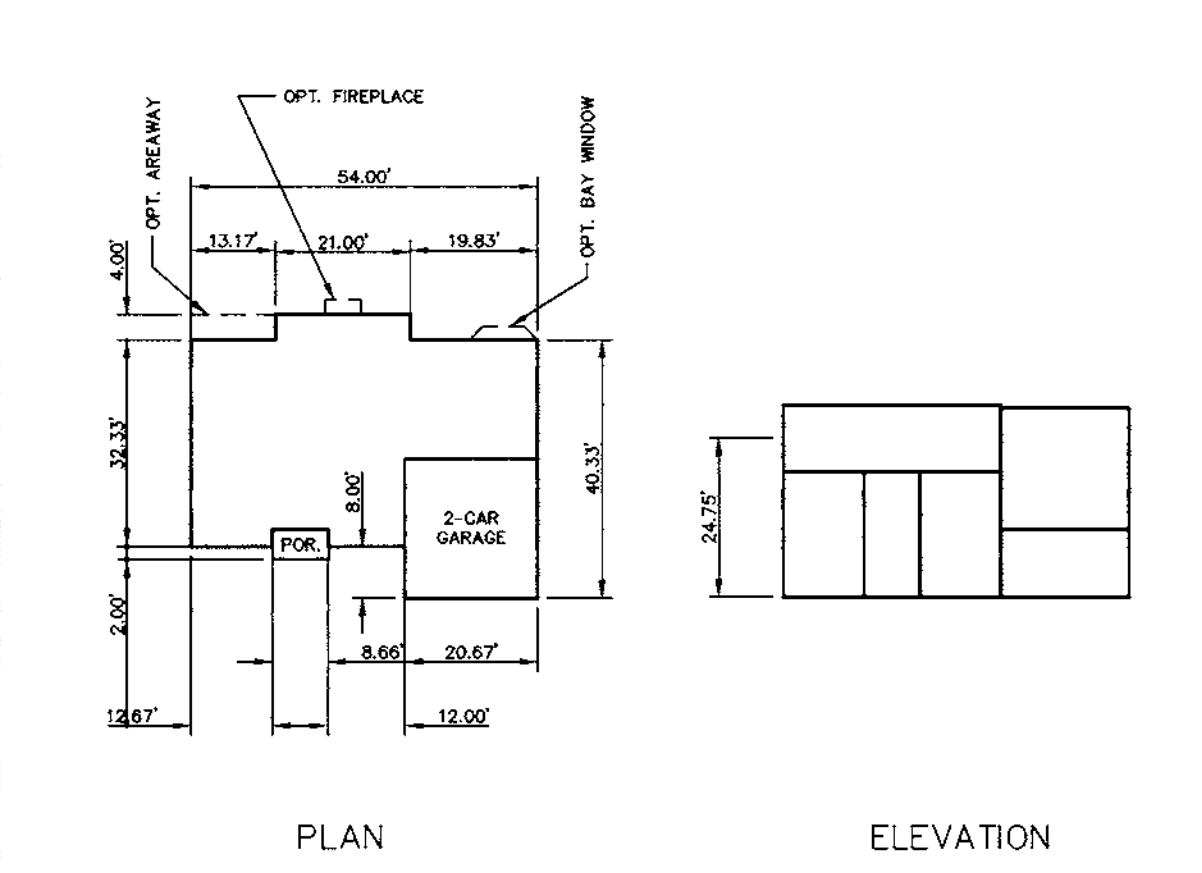 OPT. FIREPLACE
OPT. AREAWAY
OPT. BAY WINDOW
54.00'
13.17'
21.00'
19.83'
4.00'
32.33'
40.33'
8.00'
2-CAR
GARAGE
POR.
24.75'
2.00'
8.66'
20.67'
12.67'
12.00'
PLAN
ELEVATION